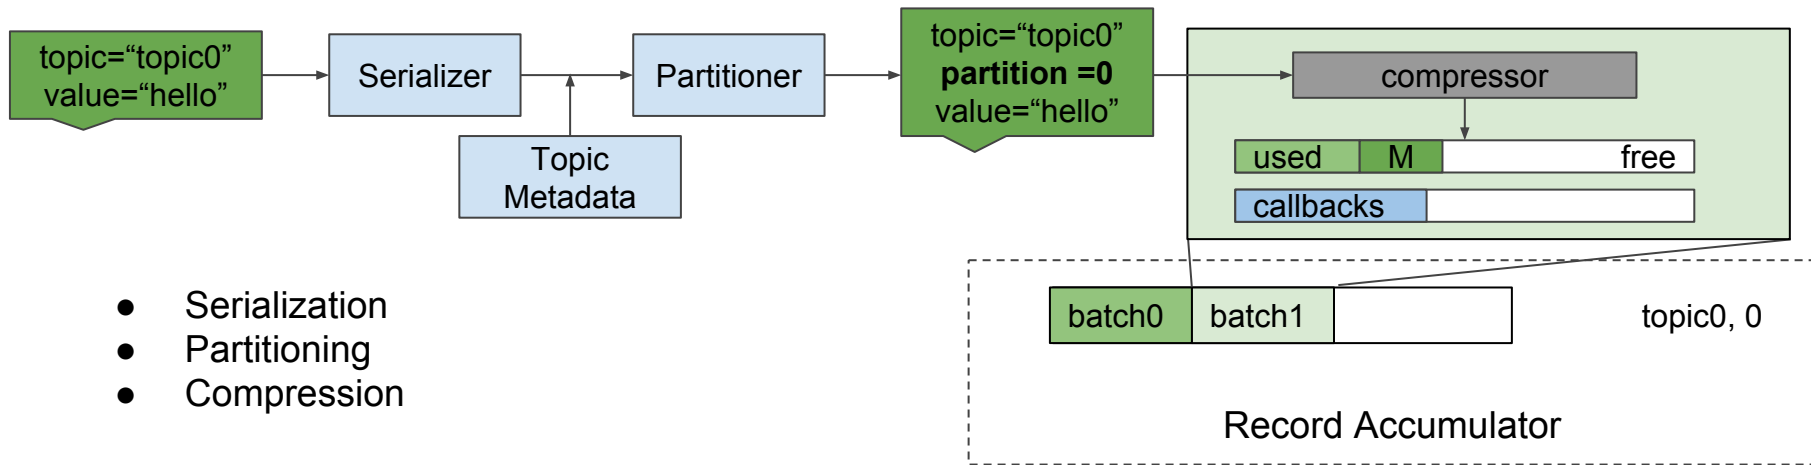 topic=“topic0”
value=“hello”
Serializer
Partitioner
Topic
Metadata
topic=“topic0”
partition =0
value=“hello”
compressor
used
M
free
callbacks
● Serialization
● Partitioning
● Compression
batch0
batch1
topic0, 0
Record Accumulator